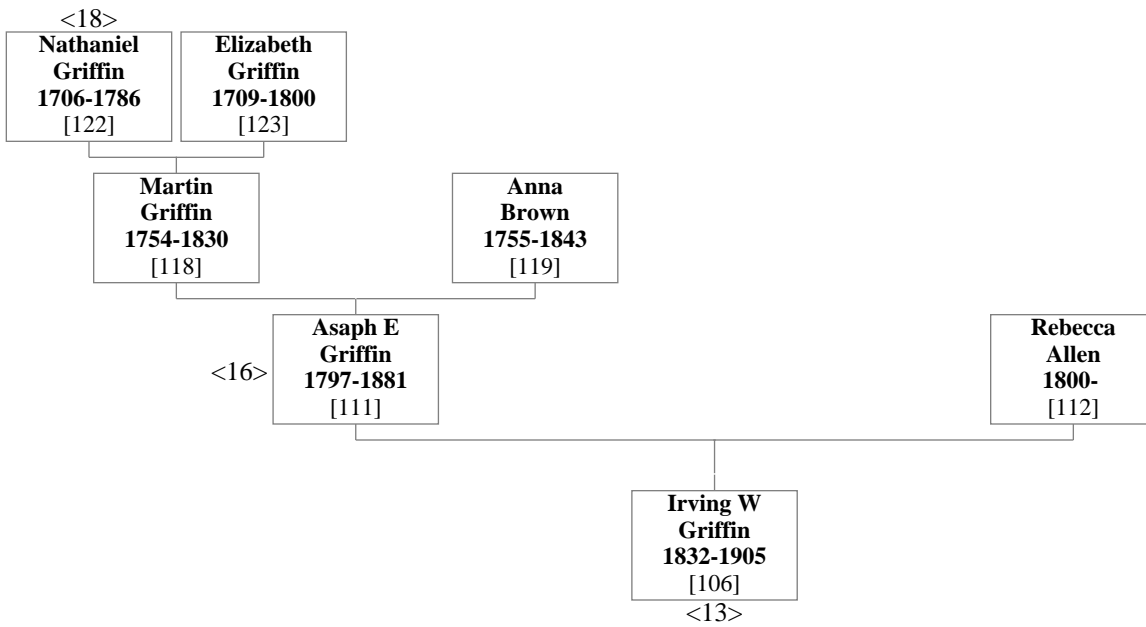 <18>
Nathaniel
Griffin
1706-1786
[122]
Elizabeth
Griffin
1709-1800
[123]
Martin
Griffin
1754-1830
[118]
Anna
Brown
1755-1843
[119]
<16>
Asaph E
Griffin
1797-1881
[111]
Rebecca
Allen
1800-
[112]
Irving W
Griffin
1832-1905
[106]
<13>